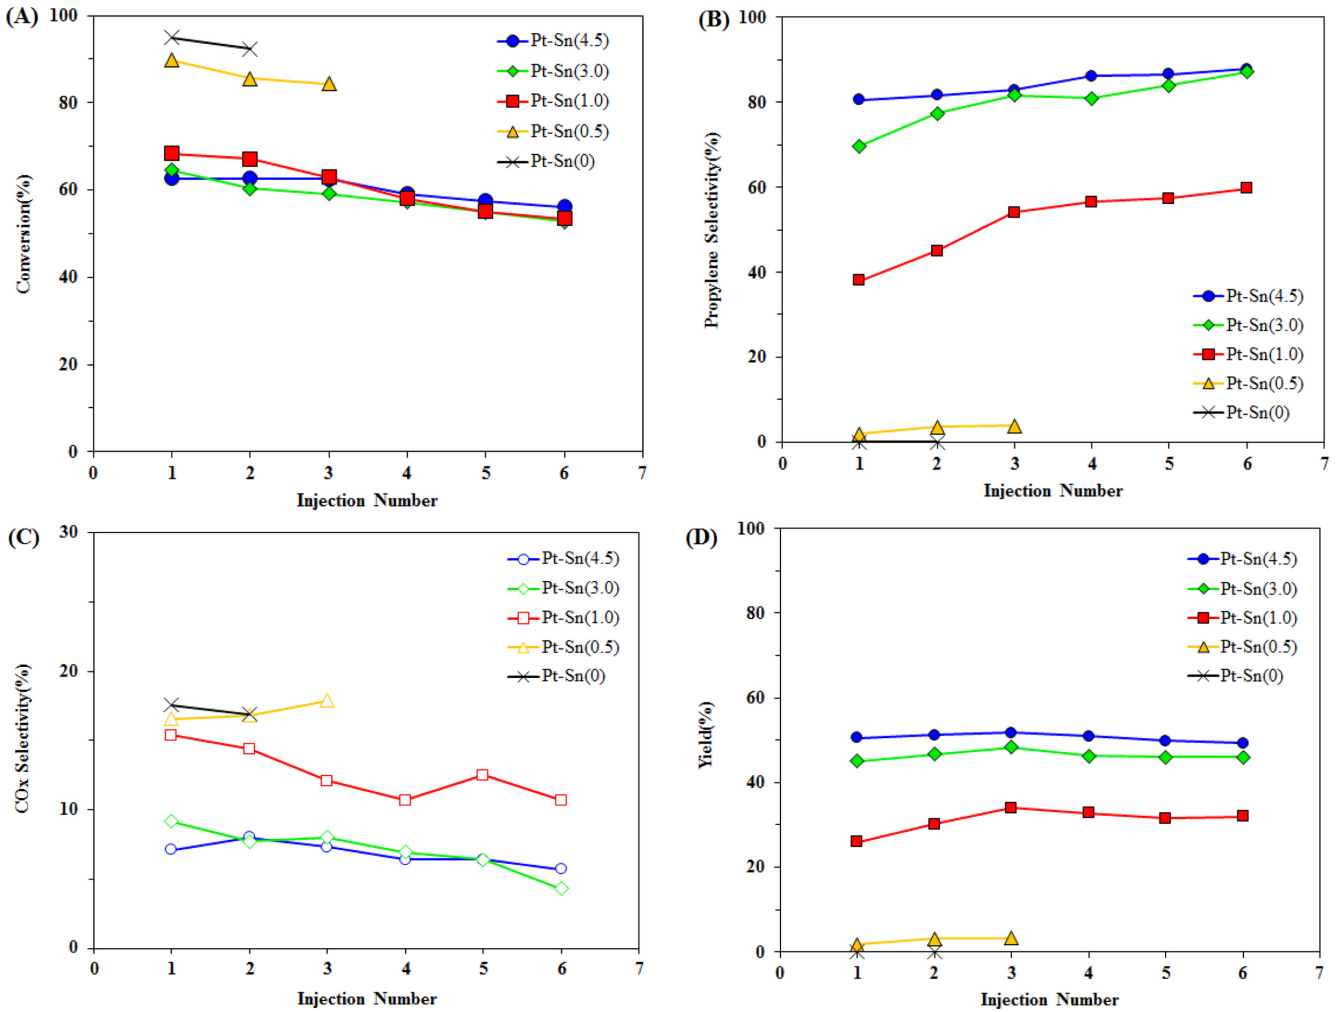 (A)
100
80
60
40
20
0
Conversion(%)
0 1 2 3 4 5 6 7
Injection Number
Pt-Sn(4.5)
Pt-Sn(3.0)
Pt-Sn(1.0)
Pt-Sn(0.5)
Pt-Sn(0)
(B)
100
80
60
40
20
0
Propylene Selectivity(%)
0 1 2 3 4 5 6 7
Injection Number
Pt-Sn(4.5)
Pt-Sn(3.0)
Pt-Sn(1.0)
Pt-Sn(0.5)
Pt-Sn(0)
(C)
30
20
10
0
COx Selectivity(%)
0 1 2 3 4 5 6 7
Injection Number
Pt-Sn(4.5)
Pt-Sn(3.0)
Pt-Sn(1.0)
Pt-Sn(0.5)
Pt-Sn(0)
(D)
100
80
60
40
20
0
Yield(%)
0 1 2 3 4 5 6 7
Injection Number
Pt-Sn(4.5)
Pt-Sn(3.0)
Pt-Sn(1.0)
Pt-Sn(0.5)
Pt-Sn(0)